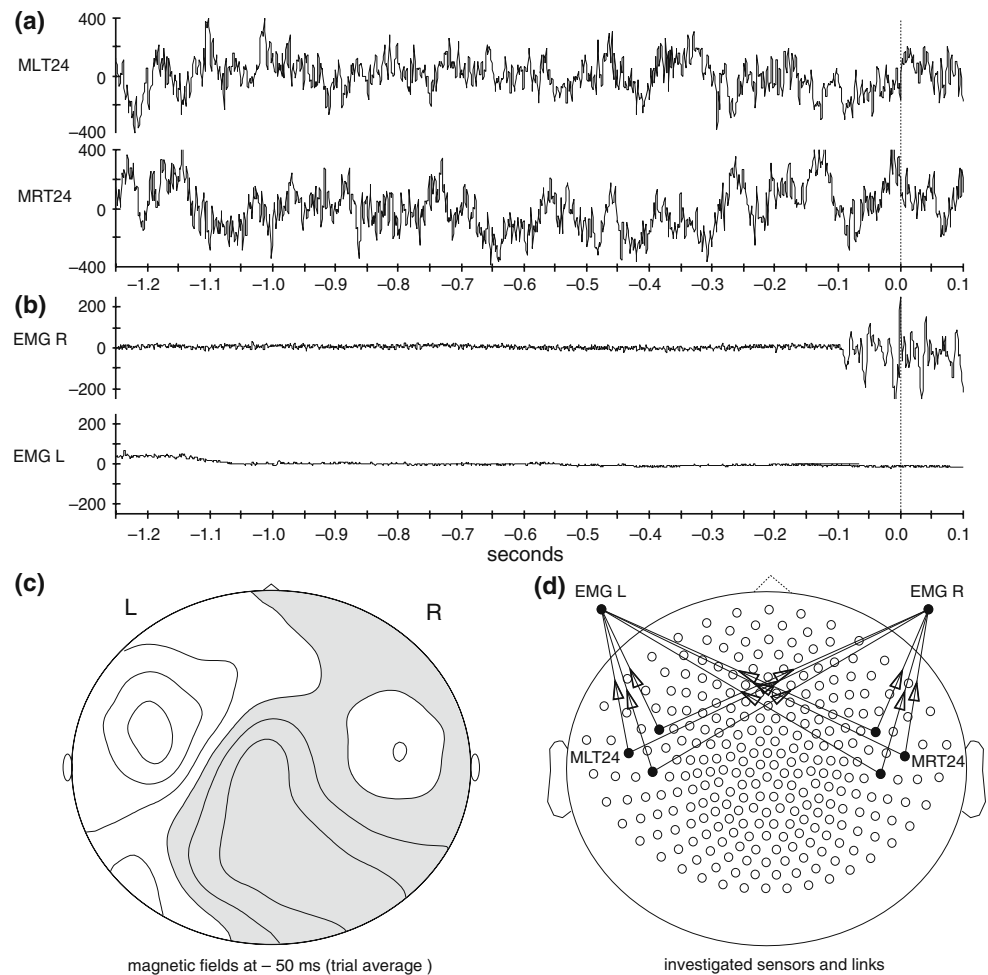 (a)
400
MLT24
0
–400
400
MRT24
0
–400
–1.2 –1.1 –1.0 –0.9 –0.8 –0.7 –0.6 –0.5 –0.4 –0.3 –0.2 –0.1 0.0 0.1
(b)
200
EMG R
0
–200
200
EMG L
0
–200
–1.2 –1.1 –1.0 –0.9 –0.8 –0.7 –0.6 –0.5 –0.4 –0.3 –0.2 –0.1 0.0 0.1
seconds
(c)
L
R
magnetic fields at – 50 ms (trial average )
(d)
EMG L
EMG R
MLT24
MRT24
investigated sensors and links